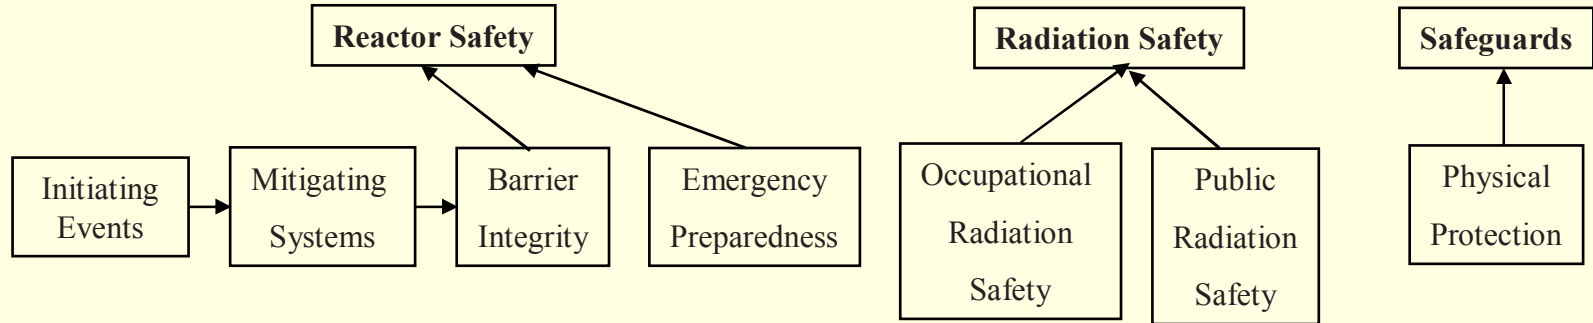 Reactor Safety
Radiation Safety
Safeguards
Initiating
Events
Mitigating
Systems
Barrier
Integrity
Emergency
Preparedness
Occupational
Radiation
Safety
Public
Radiation
Safety
Physical
Protection